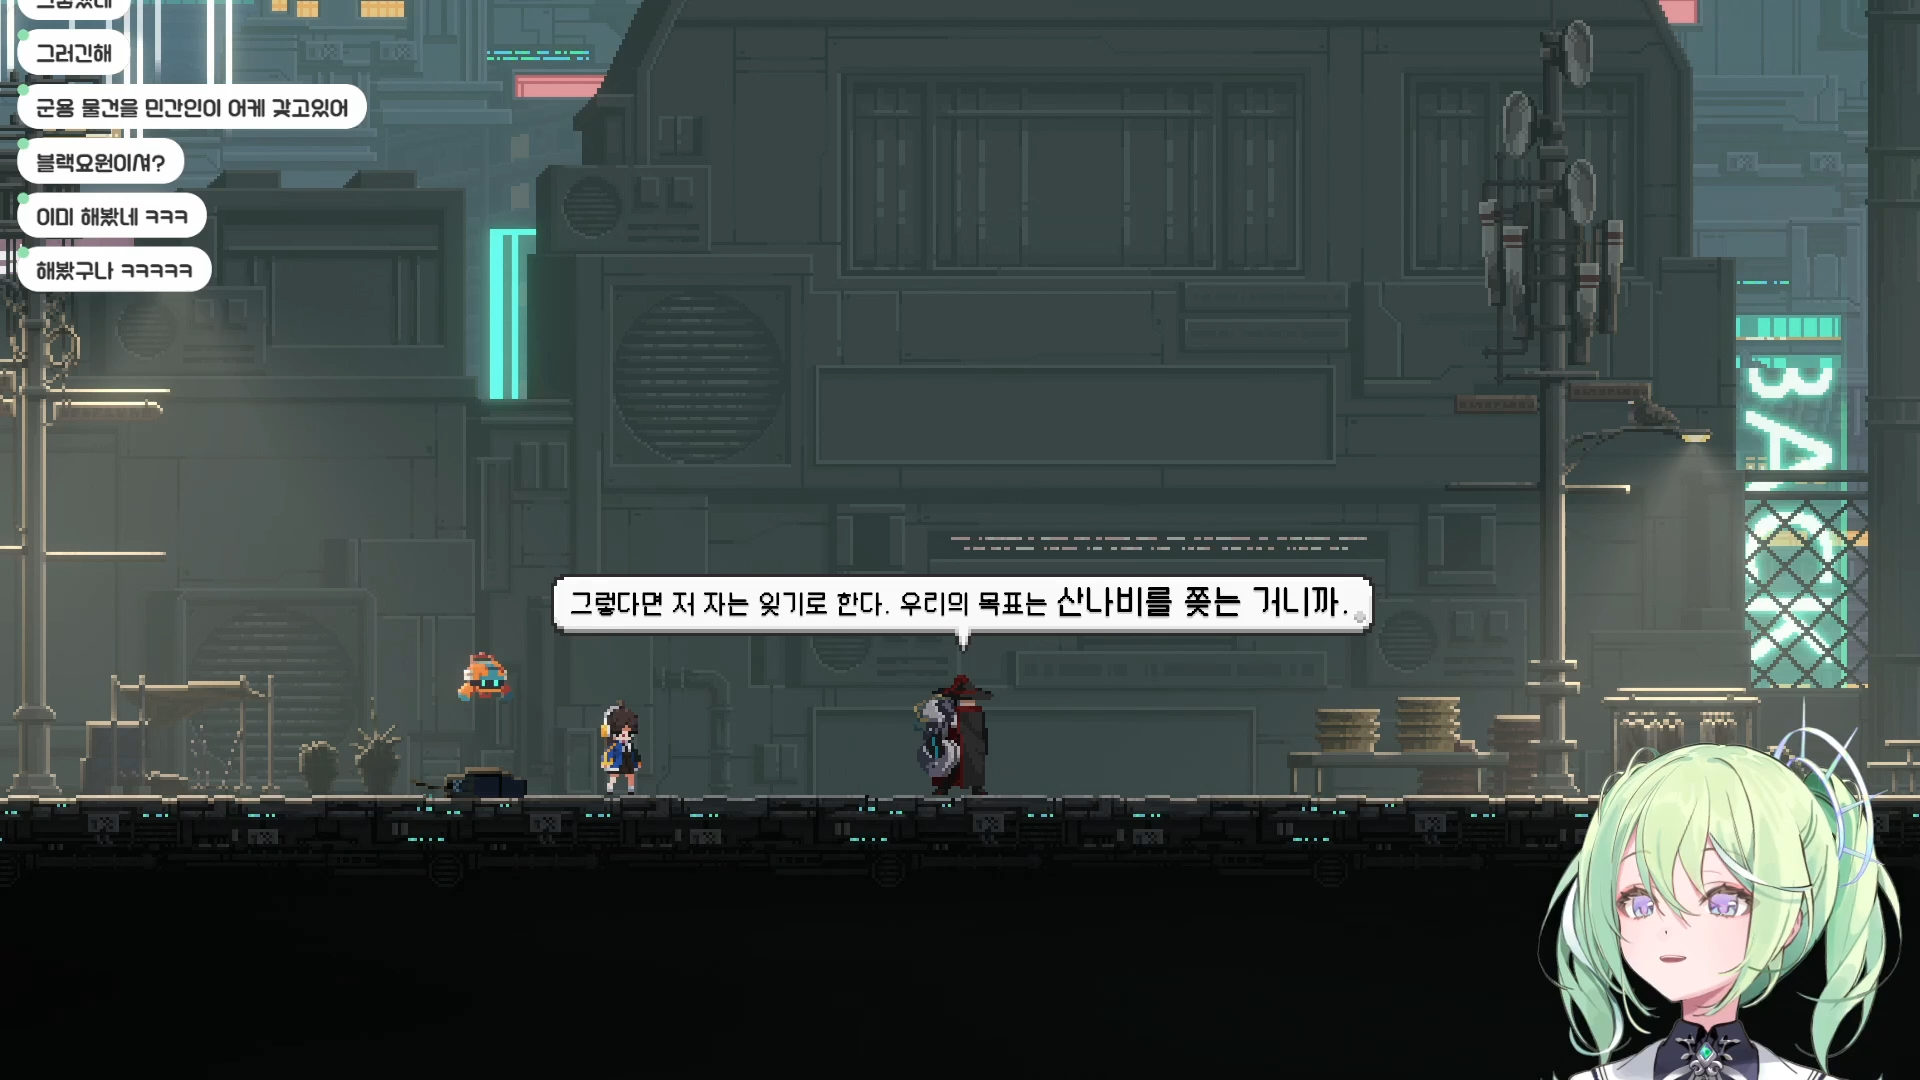 그러긴해
군용 물건을 민간인이 어케 갖고있어
블랙요원이셔?
이미 해봤네 ㅋㅋㅋ
해봤구나 ㅋㅋㅋㅋㅋ
그렇다면 저 자는 잊기로 한다. 우리의 목표는 산나비를 쫒는 거니까.
BACK